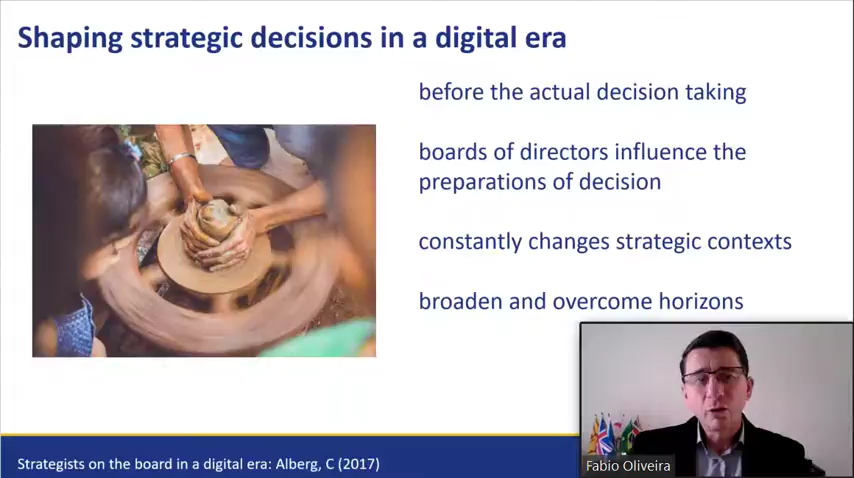 Shaping strategic decisions in a digital era
before the actual decision taking
boards of directors influence the
preparations of decision
constantly changes strategic contexts
broaden and overcome horizons
Strategists on the board in a digital era: Alberg, C (2017)
Fabio Oliveira